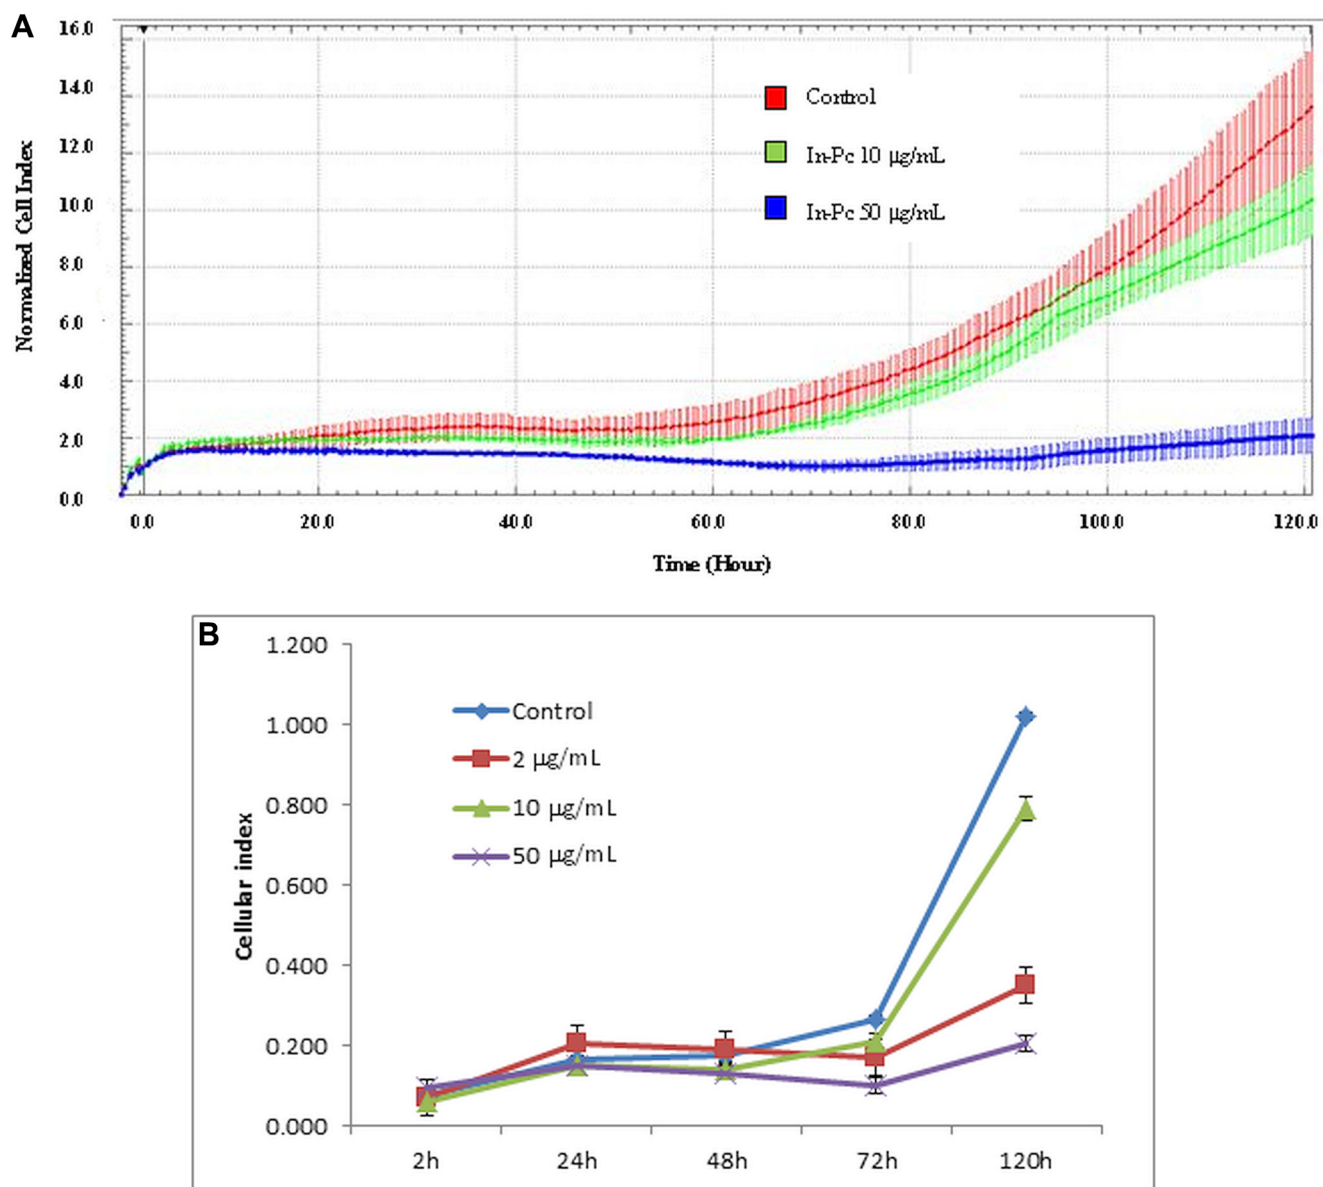 A
16.0
14.0
12.0
10.0
8.0
6.0
4.0
2.0
0.0
Normalized Cell Index
Control
In-Pc 10 µg/mL
In-Pc 50 µg/mL
0.0 20.0 40.0 60.0 80.0 100.0 120.0
Time (Hour)
B
1.200
1.000
0.800
0.600
0.400
0.200
0.000
Cellular index
Control
2 µg/mL
10 µg/mL
50 µg/mL
2h 24h 48h 72h 120h